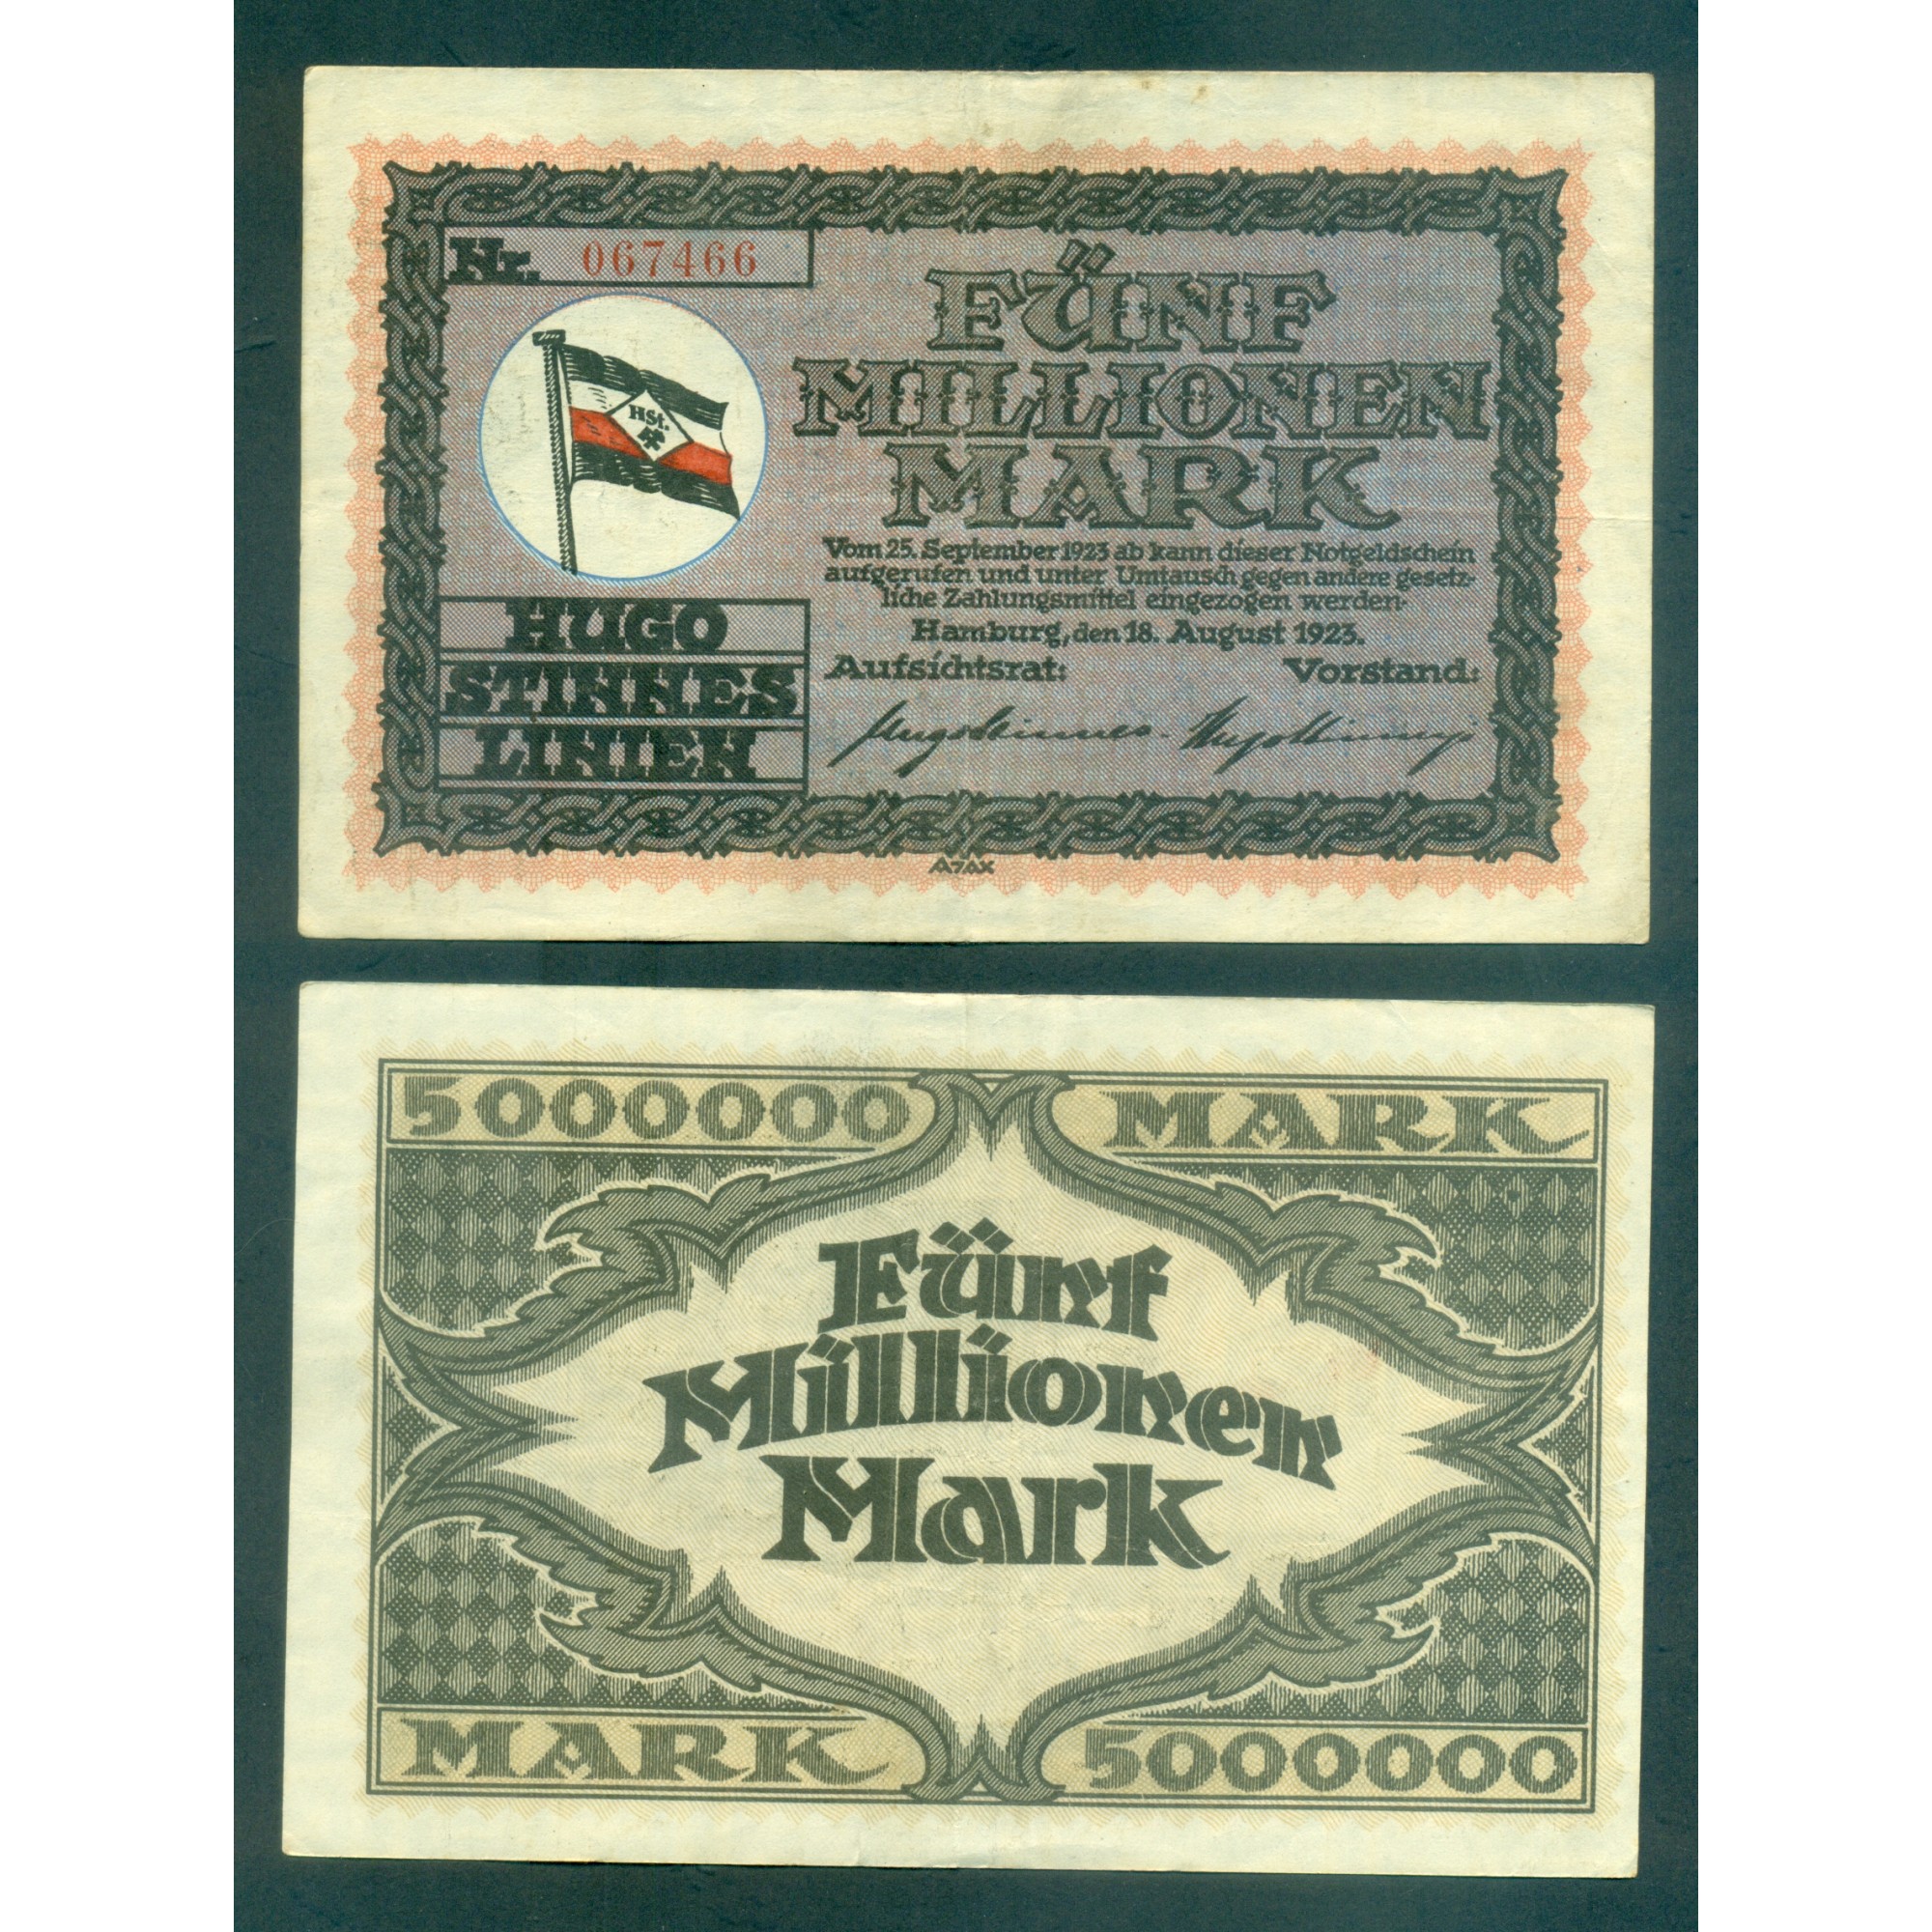 Nr. 067466
FÜNF
MILLIONEN
MARK
HSt.
Vom 25. September 1923 ab kann dieser Notgeldschein
aufgerufen und unter Umtausch gegen andere gesetz-
liche Zahlungsmittel eingezogen werden.
Hamburg, den 18. August 1923.
Aufsichtsrat: Vorstand:
Hugo Stinnes
HUGO
STINNES
LINIEN
5000000 MARK
Fünf
Millionen
Mark
MARK 5000000